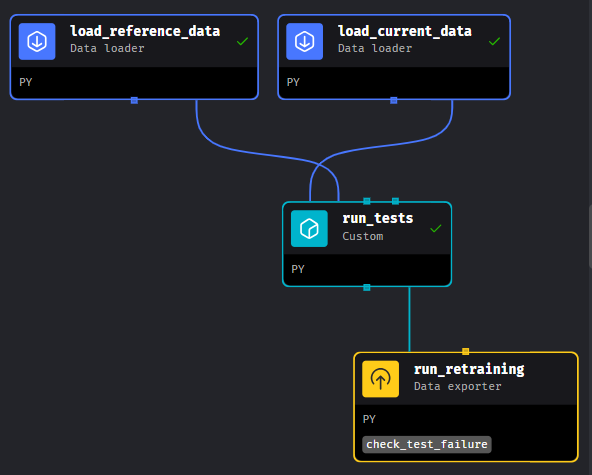 load_reference_data
Data loader
PY
load_current_data
Data loader
PY
run_tests
Custom
PY
run_retraining
Data exporter
PY
check_test_failure